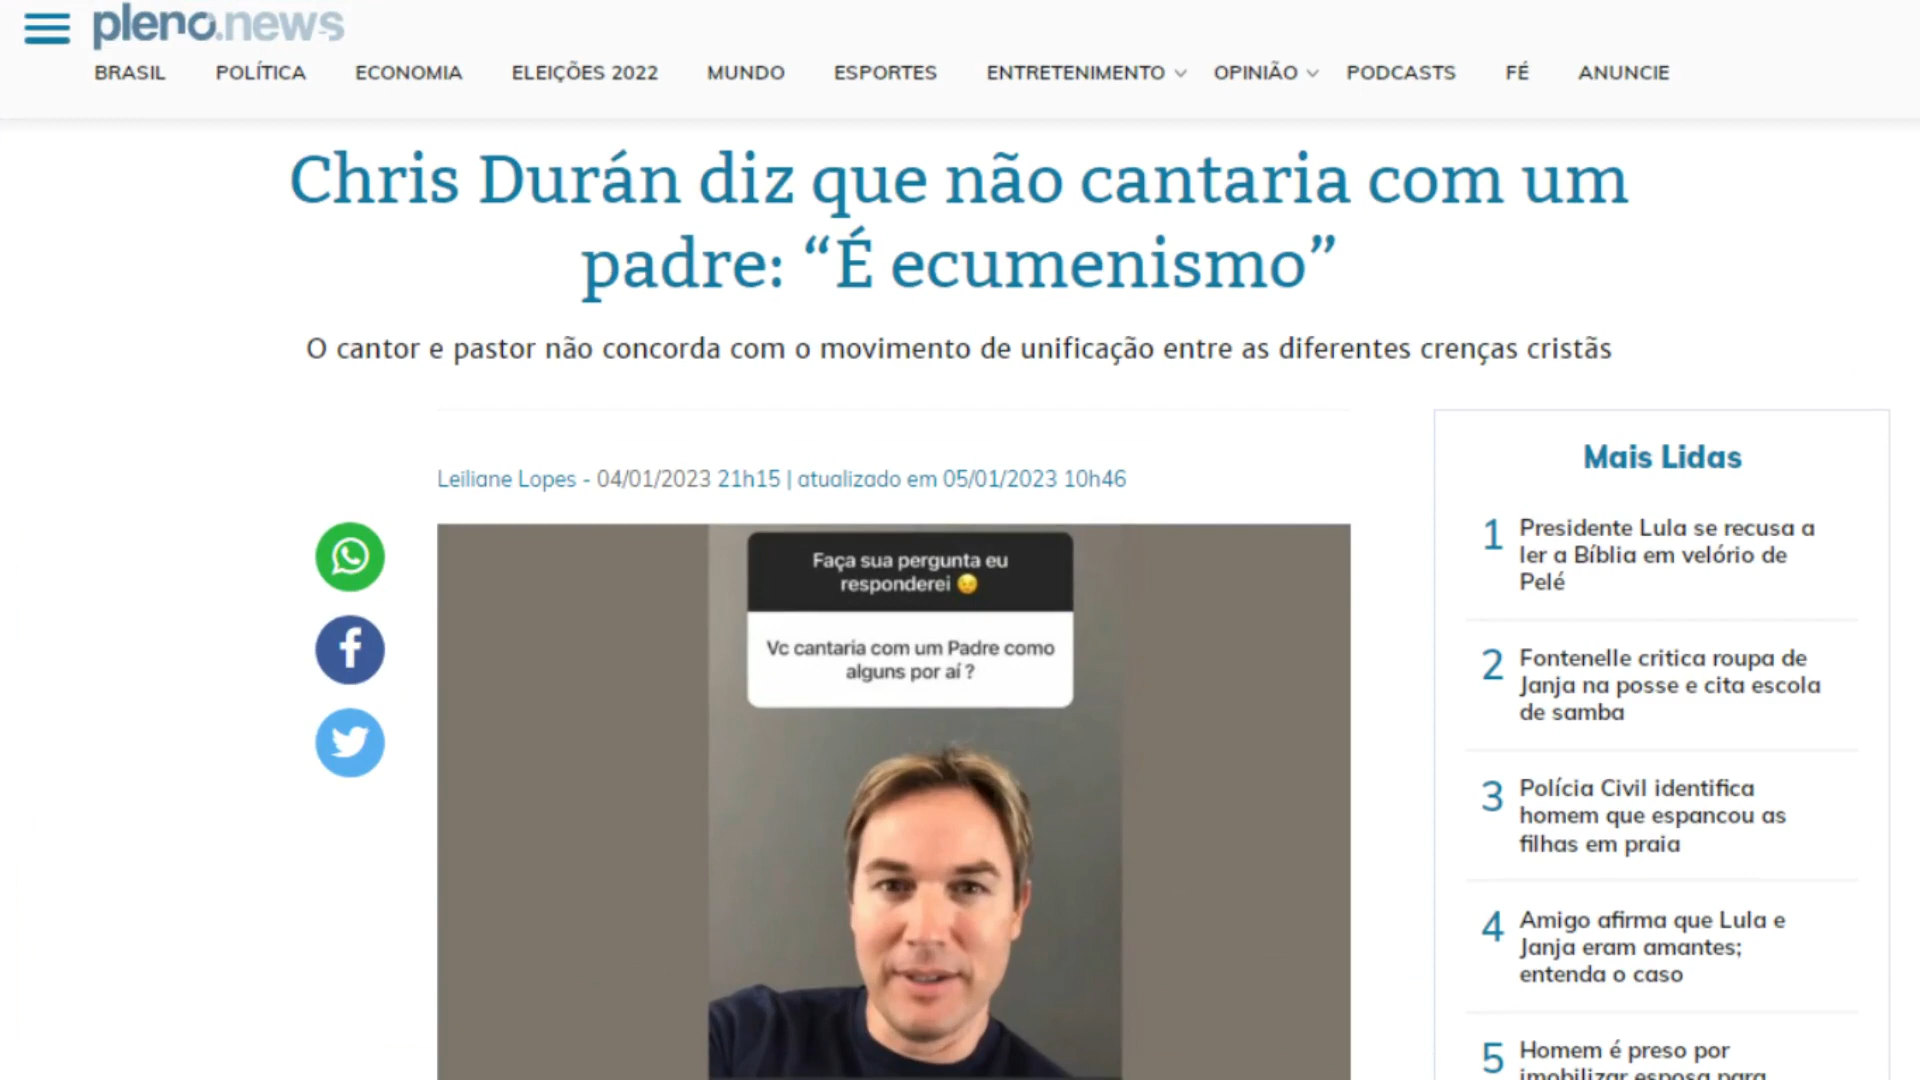 pleno.news
BRASIL POLÍTICA ECONOMIA ELEIÇÕES 2022 MUNDO ESPORTES ENTRETENIMENTO OPINIÃO PODCASTS FÉ ANUNCIE
Chris Durán diz que não cantaria com um
padre: “É ecumenismo”
O cantor e pastor não concorda com o movimento de unificação entre as diferentes crenças cristãs
Leiliane Lopes - 04/01/2023 21h15 | atualizado em 05/01/2023 10h46
Faça sua pergunta eu
responderei 😥
Vc cantaria com um Padre como
alguns por aí ?
Mais Lidas
1 Presidente Lula se recusa a
ler a Bíblia em velório de
Pelé
2 Fontenelle critica roupa de
Janja na posse e cita escola
de samba
3 Polícia Civil identifica
homem que espancou as
filhas em praia
4 Amigo afirma que Lula e
Janja eram amantes;
entenda o caso
5 Homem é preso por
imobilizar esposa para